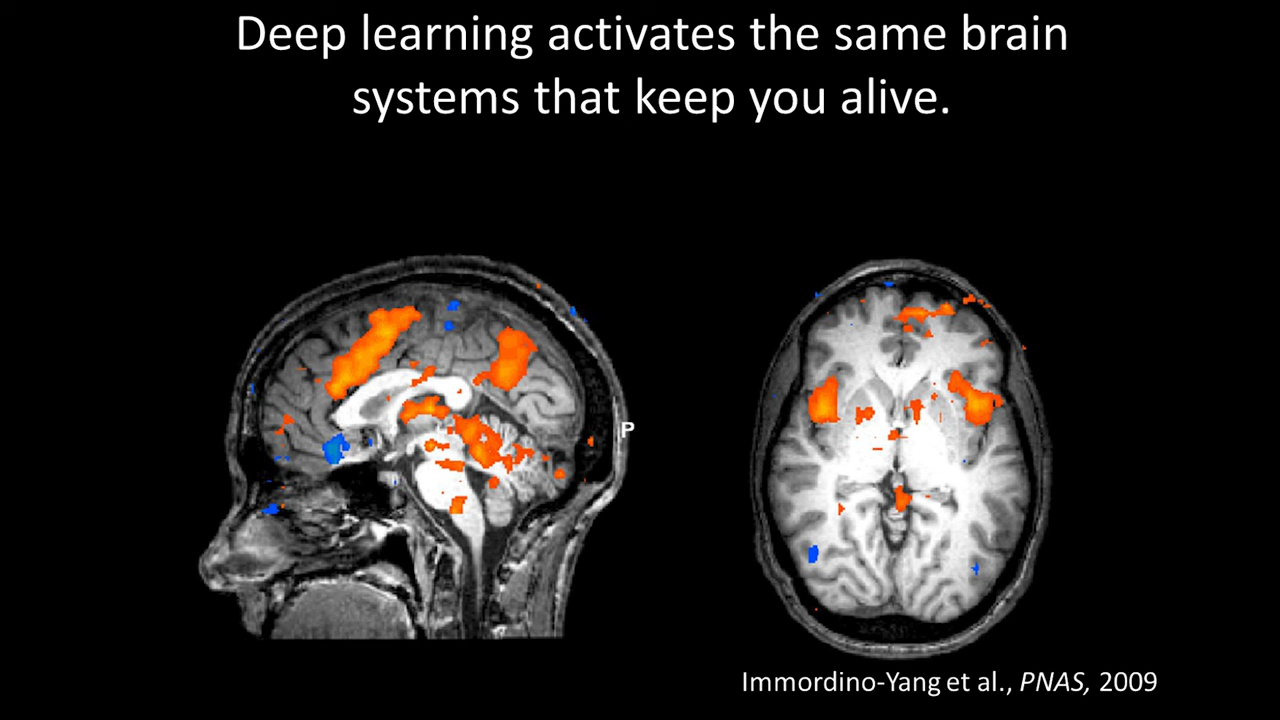 Deep learning activates the same brain
systems that keep you alive.
P
Immordino-Yang et al., PNAS, 2009